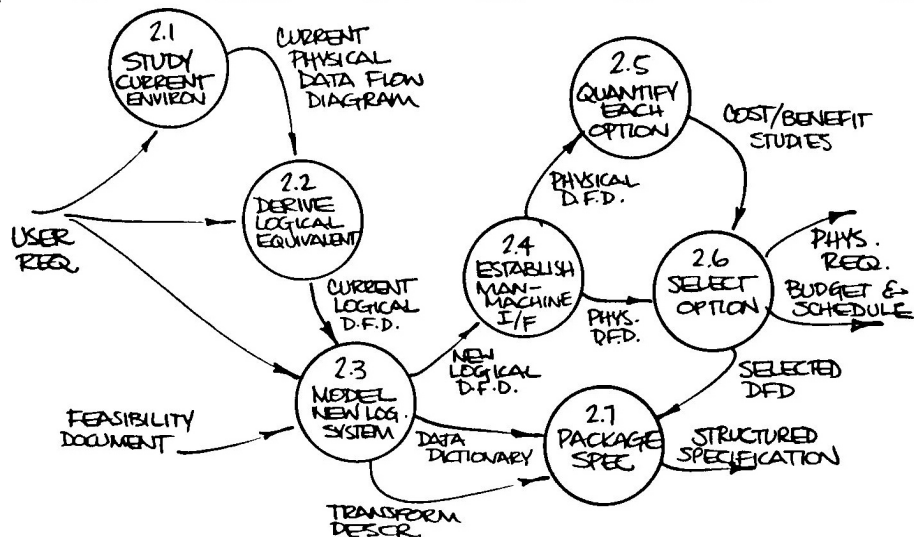 2.1
STUDY
CURRENT
ENVIRON
CURRENT
PHYSICAL
DATA FLOW
DIAGRAM
2.2
DERIVE
LOGICAL
EQUIVALENT
USER
REQ
CURRENT
LOGICAL
D.F.D.
2.3
MODEL
NEW LOG.
SYSTEM
FEASIBILITY
DOCUMENT
NEW
LOGICAL
D.F.D.
DATA
DICTIONARY
TRANSFORM
DESCR
2.4
ESTABLISH
MAN-
MACHINE
I/F
PHYSICAL
D.F.D.
2.5
QUANTIFY
EACH
OPTION
COST/BENEFIT
STUDIES
PHYS.
DFD.
2.6
SELECT
OPTION
PHYS.
REQ.
BUDGET &
SCHEDULE
SELECTED
DFD
2.7
PACKAGE
SPEC
STRUCTURED
SPECIFICATION